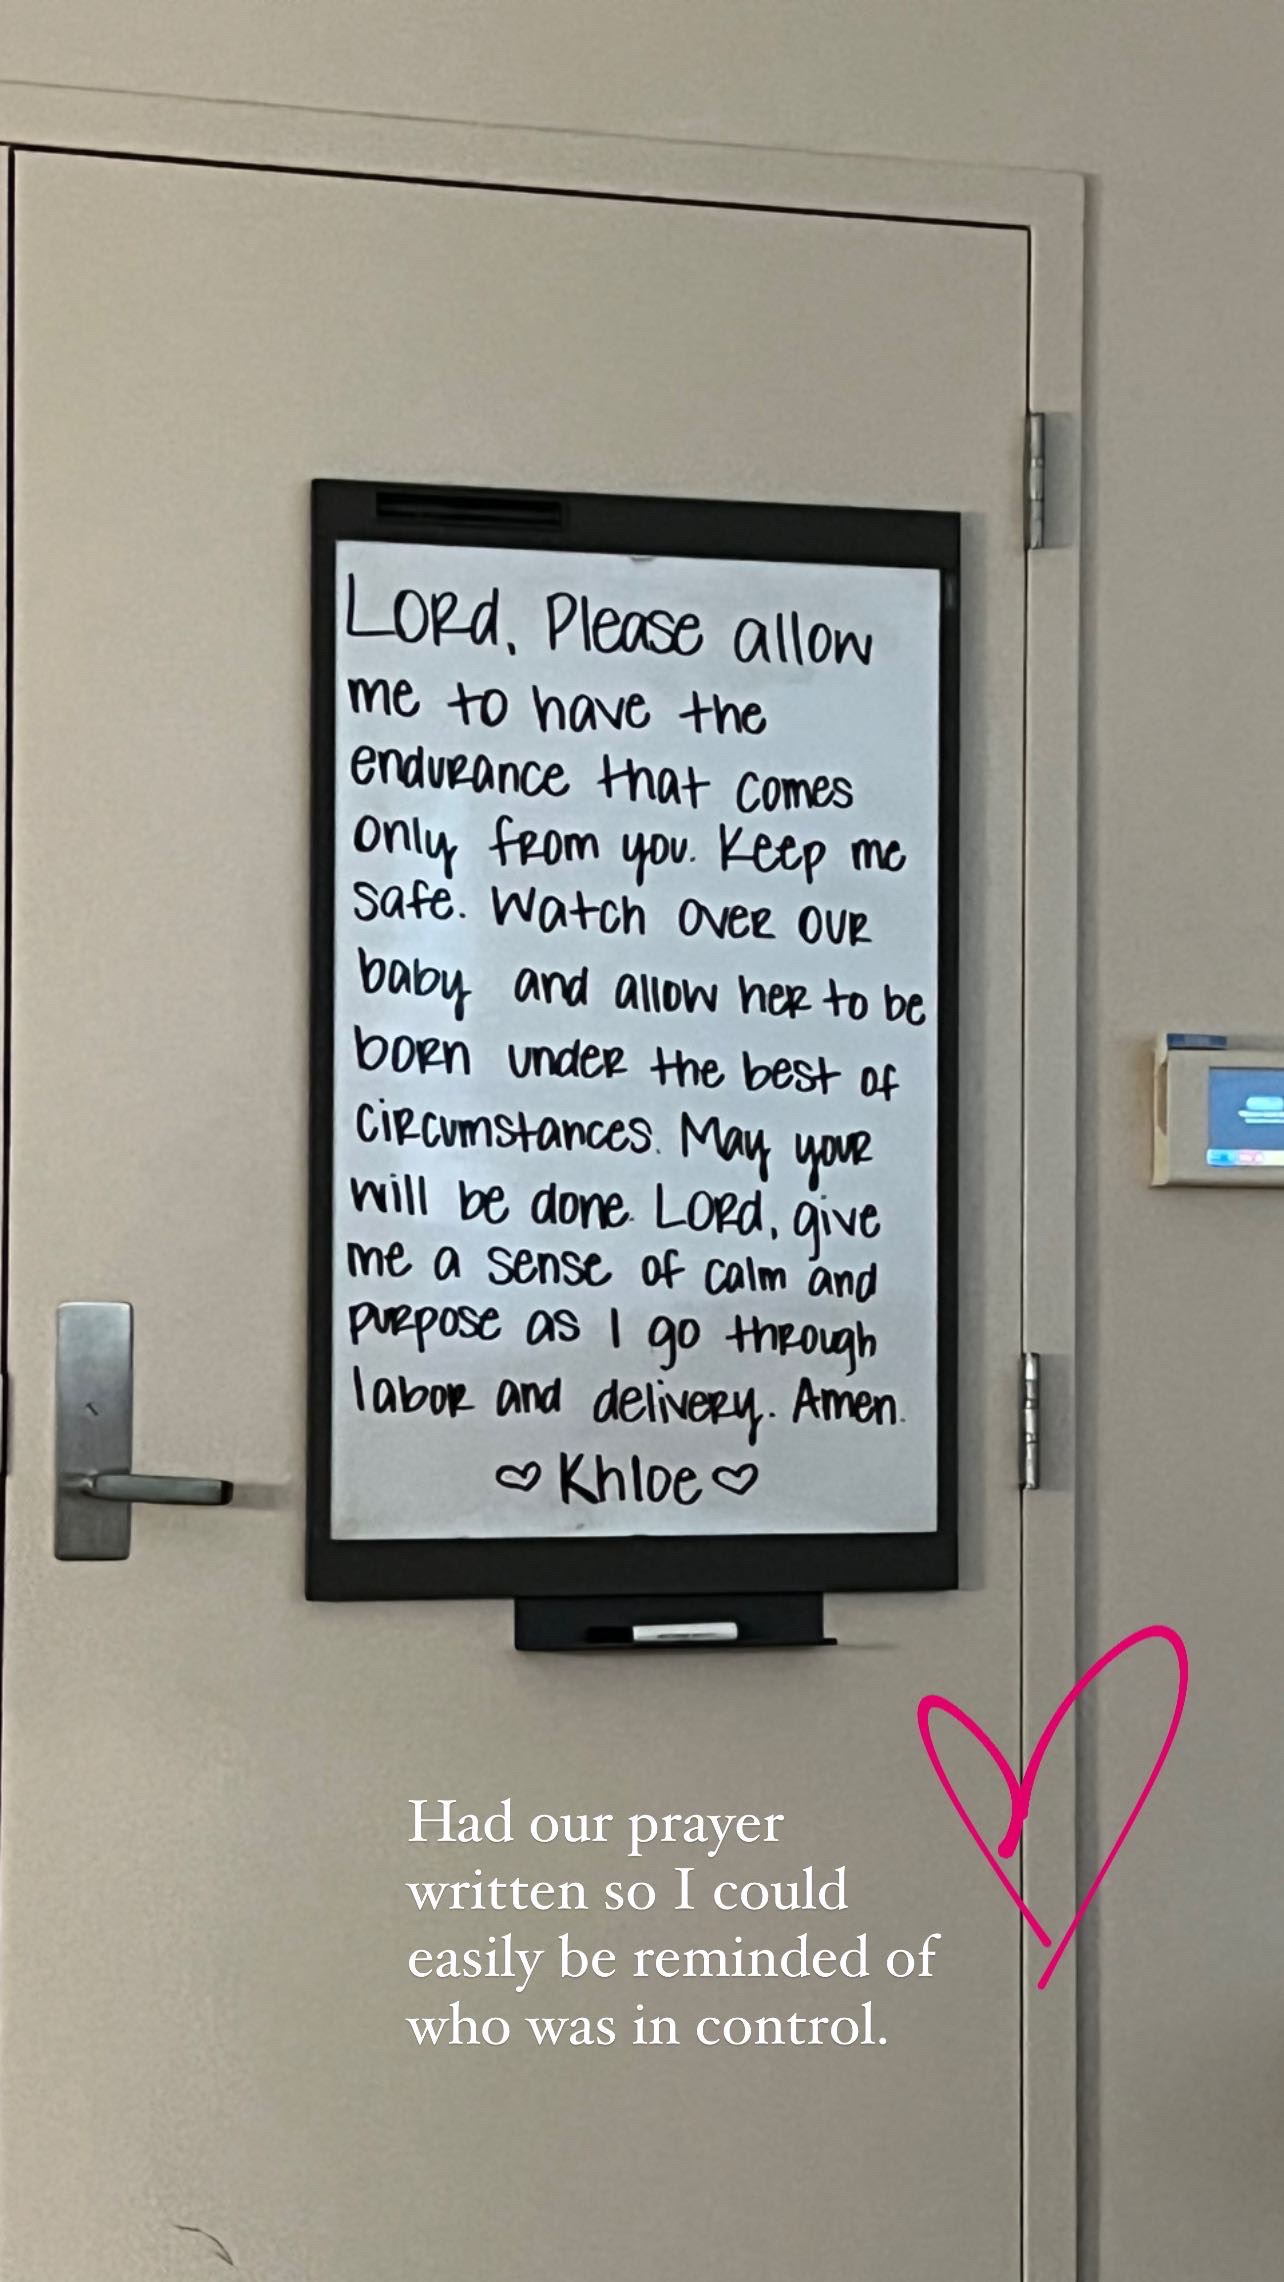 Lord, Please allow
me to have the
endurance that comes
only from you. Keep me
safe. Watch over our
baby and allow her to be
born under the best of
circumstances. May your
will be done. Lord, give
me a sense of calm and
purpose as I go through
labor and delivery. Amen.
♡ Khloe ♡
Had our prayer
written so I could
easily be reminded of
who was in control.